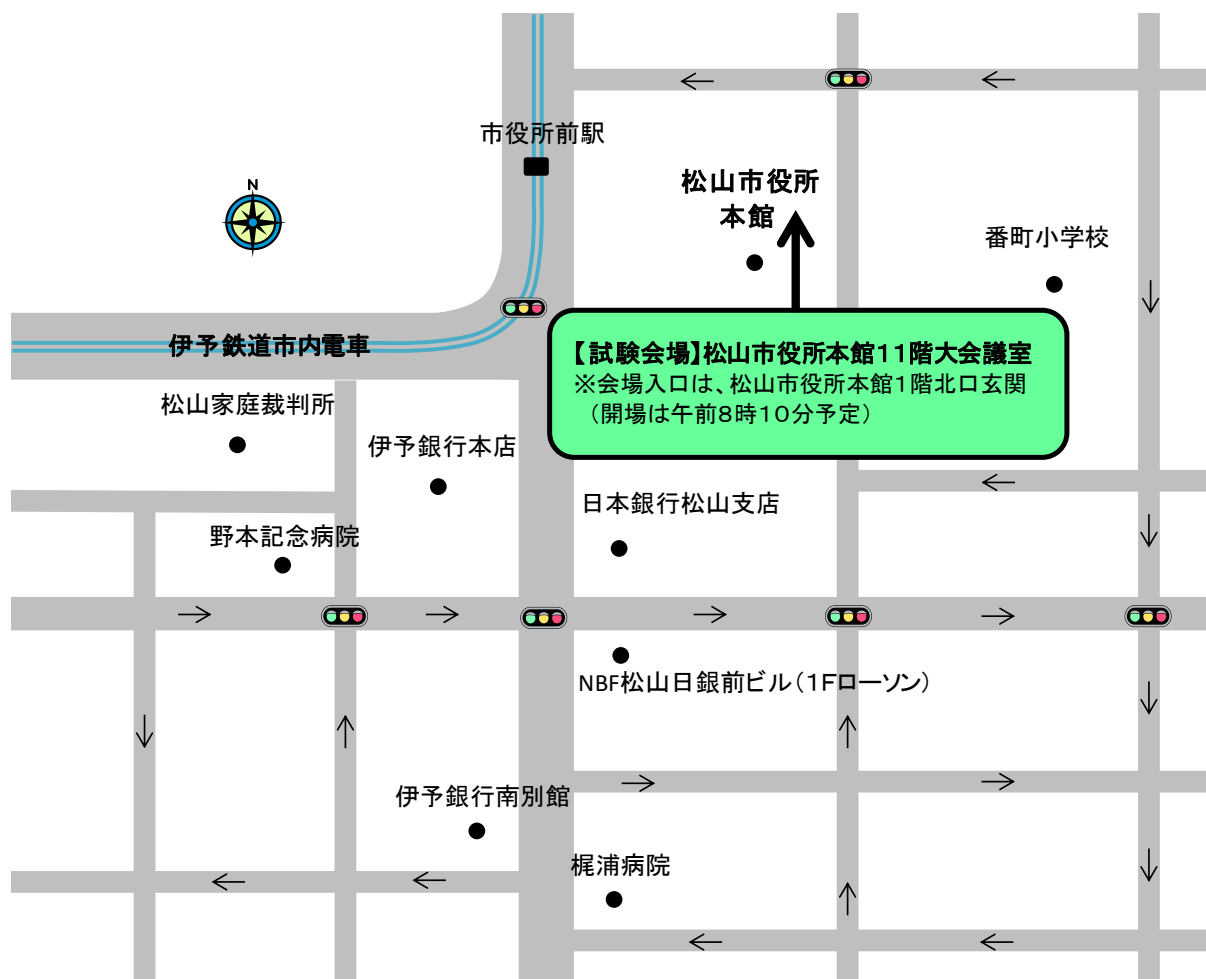 市役所前駅
松山市役所
本館
N
番町小学校
伊予鉄道市内電車
【試験会場】松山市役所本館11階大会議室
※会場入口は、松山市役所本館1階北口玄関
（開場は午前8時10分予定）
松山家庭裁判所
伊予銀行本店
日本銀行松山支店
野本記念病院
NBF松山日銀前ビル（1Fローソン）
伊予銀行南別館
梶浦病院